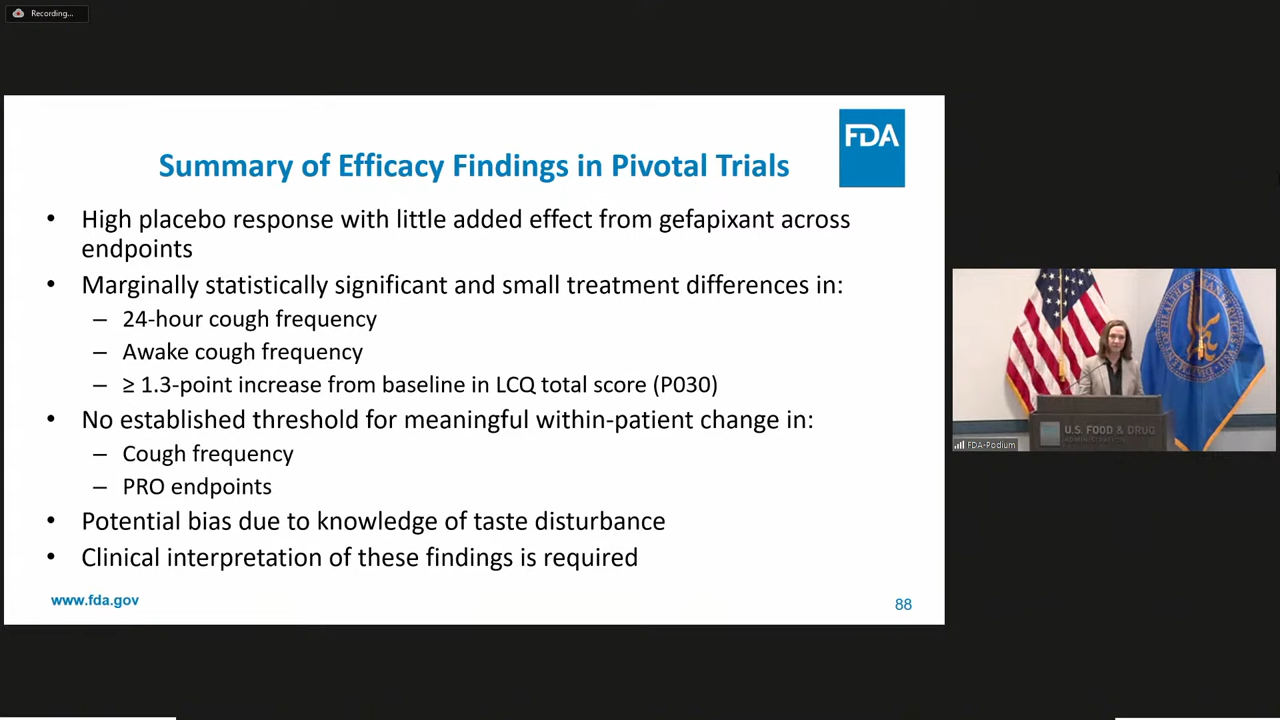 Recording...
FDA
Summary of Efficacy Findings in Pivotal Trials
• High placebo response with little added effect from gefapixant across
endpoints
• Marginally statistically significant and small treatment differences in:
– 24-hour cough frequency
– Awake cough frequency
– ≥ 1.3-point increase from baseline in LCQ total score (P030)
• No established threshold for meaningful within-patient change in:
– Cough frequency
– PRO endpoints
• Potential bias due to knowledge of taste disturbance
• Clinical interpretation of these findings is required
www.fda.gov
88
U.S. FOOD & DRUG
ADMINISTRATION
FDA-Podium